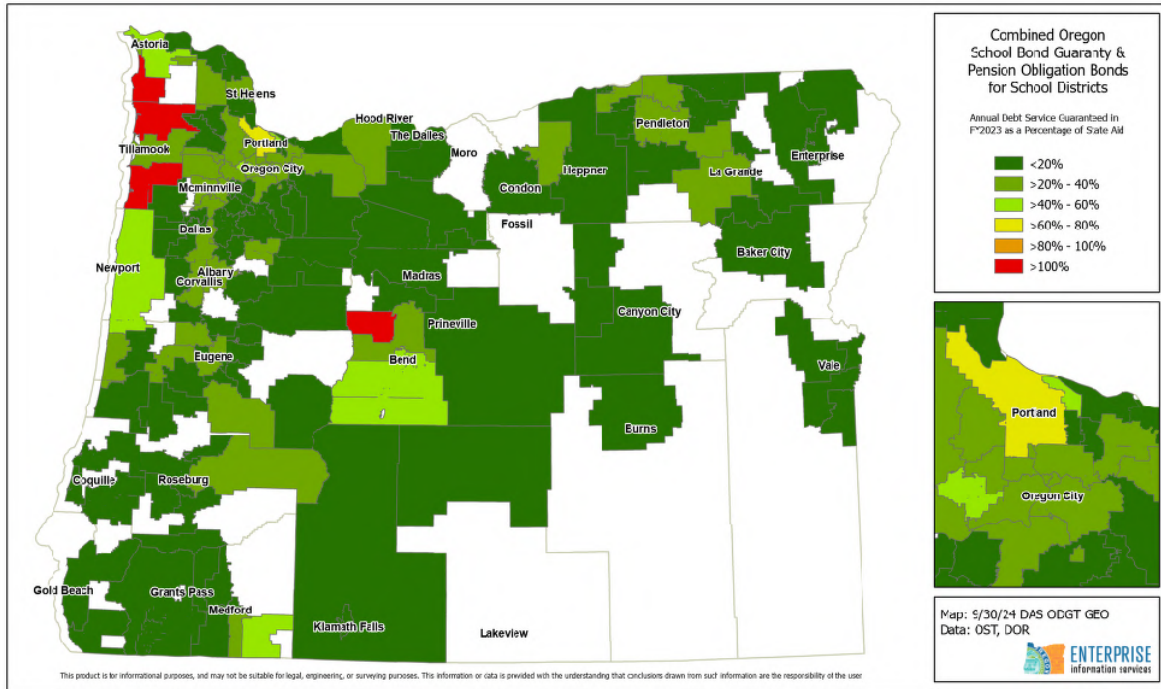 Astoria
St Helens
Hood River
The Dalles
Portland
Moro
Pendleton
Tillamook
Oregon City
Enterprise
La Grande
Mcminnville
Condon
Heppner
Dallas
Fossil
Baker City
Newport
Albany
Corvallis
Madras
Canyon City
Prineville
Eugene
Bend
Vale
Burns
Coquille
Roseburg
Gold Beach
Grants Pass
Medford
Klamath Falls
Lakeview
This product is for informational purposes, and may not be suitable for legal, engineering, or surveying purposes. This information or data is provided with the understanding that conclusions drawn from such information are the responsibility of the user
Combined Oregon
School Bond Guaranty &
Pension Obligation Bonds
for School Districts
Annual Debt Service Guaranteed in
FY2023 as a Percentage of State Aid
<20%
>20% - 40%
>40% - 60%
>60% - 80%
>80% - 100%
>100%
Portland
Oregon City
Map: 9/30/24 DAS ODGT GEO
Data: OST, DOR
ENTERPRISE
information services